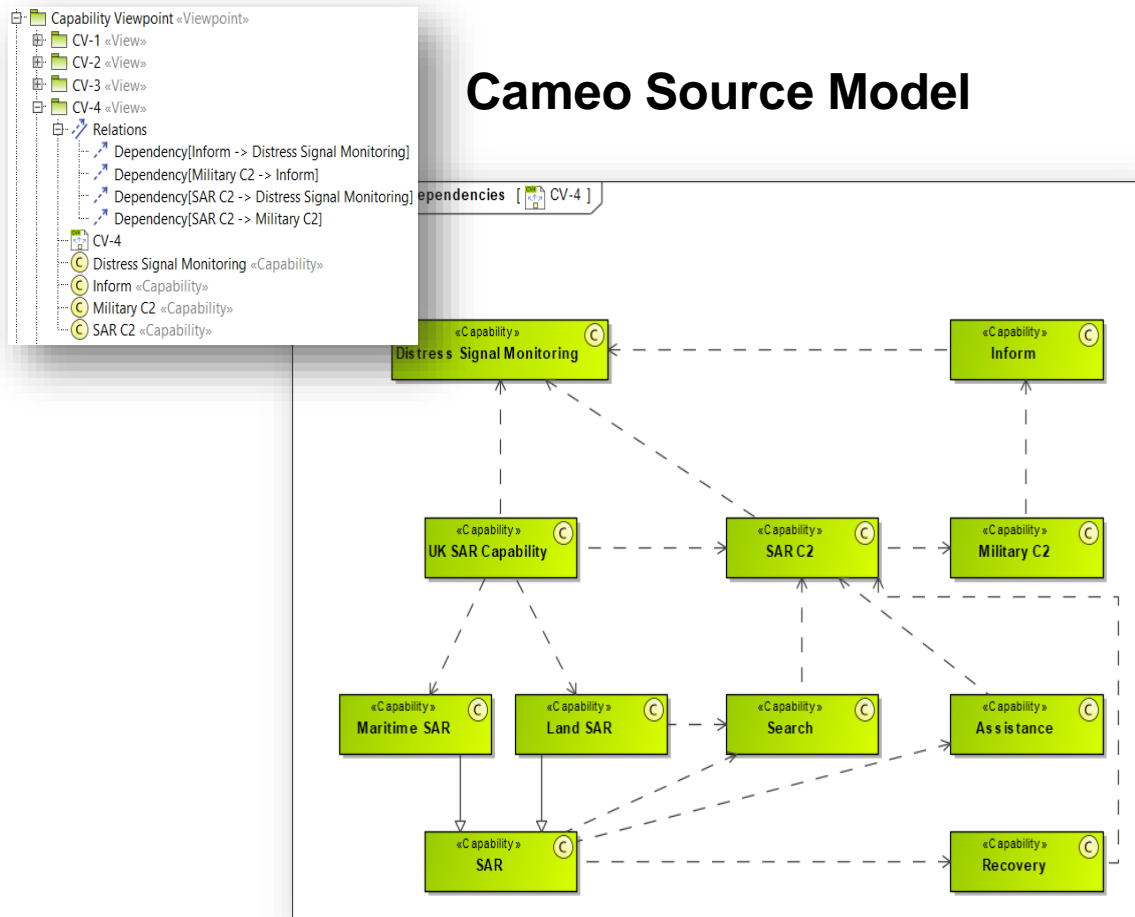 Capability Viewpoint «Viewpoint»
CV-1 «View»
CV-2 «View»
CV-3 «View»
CV-4 «View»
Relations
Dependency[Inform -> Distress Signal Monitoring]
Dependency[Military C2 -> Inform]
Dependency[SAR C2 -> Distress Signal Monitoring]
Dependency[SAR C2 -> Military C2]
CV-4
C Distress Signal Monitoring «Capability»
C Inform «Capability»
C Military C2 «Capability»
C SAR C2 «Capability»
Cameo Source Model
ependencies [ CV-4 ]
«Capability» C
Distress Signal Monitoring
«Capability» C
Inform
«Capability» C
UK SAR Capability
«Capability» C
SAR C2
«Capability» C
Military C2
«Capability» C
Maritime SAR
«Capability» C
Land SAR
«Capability» C
Search
«Capability» C
Assistance
«Capability» C
SAR
«Capability» C
Recovery